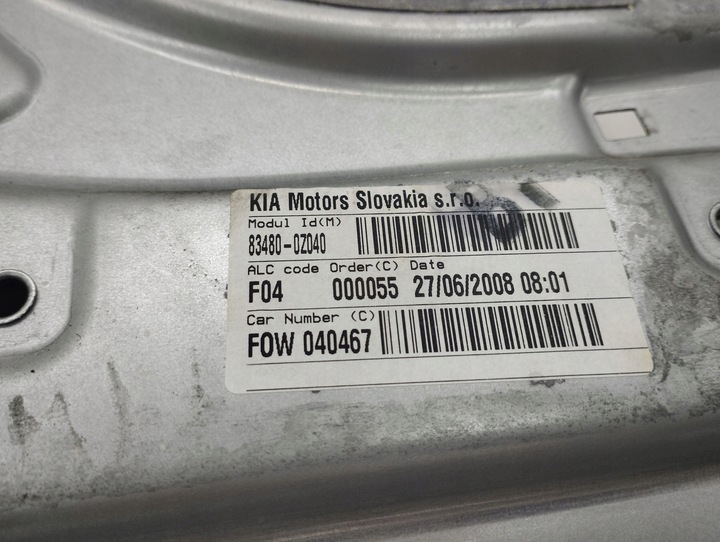 KIA Motors Slovakia s.r.o.
Modul Id(M)
83480-0Z040
ALC code Order(C) Date
F04 000055 27/06/2008 08:01
Car Number (C)
FOW 040467